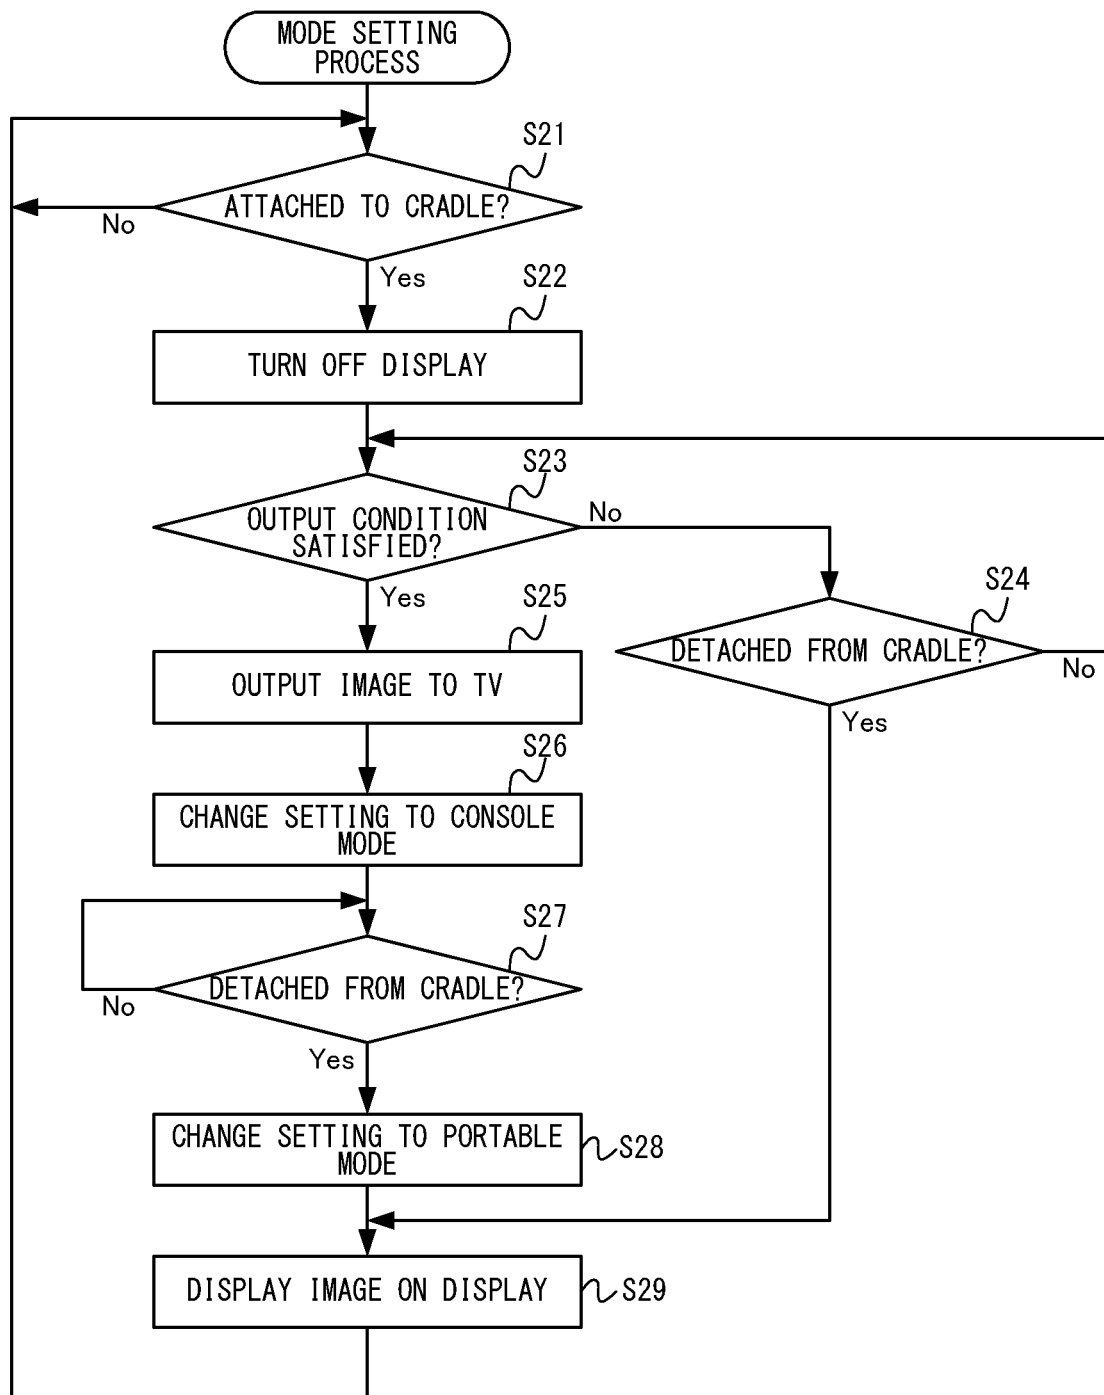 MODE SETTING
PROCESS
S21
ATTACHED TO CRADLE?
No
Yes
S22
TURN OFF DISPLAY
S23
OUTPUT CONDITION
SATISFIED?
No
Yes
S24
DETACHED FROM CRADLE?
No
Yes
S25
OUTPUT IMAGE TO TV
S26
CHANGE SETTING TO CONSOLE
MODE
S27
DETACHED FROM CRADLE?
No
Yes
CHANGE SETTING TO PORTABLE
MODE
S28
DISPLAY IMAGE ON DISPLAY
S29